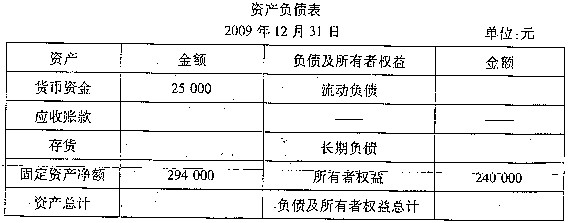 资产负债表
2009 年 12 月 31 日 单位:元
资产 金额 负债及所有者权益 金额
货币资金 25 000 流动负债
应收账款 —— ——
存货 长期负债
固定资产净额 294 000 所有者权益 240 000
资产总计 负债及所有者权益总计